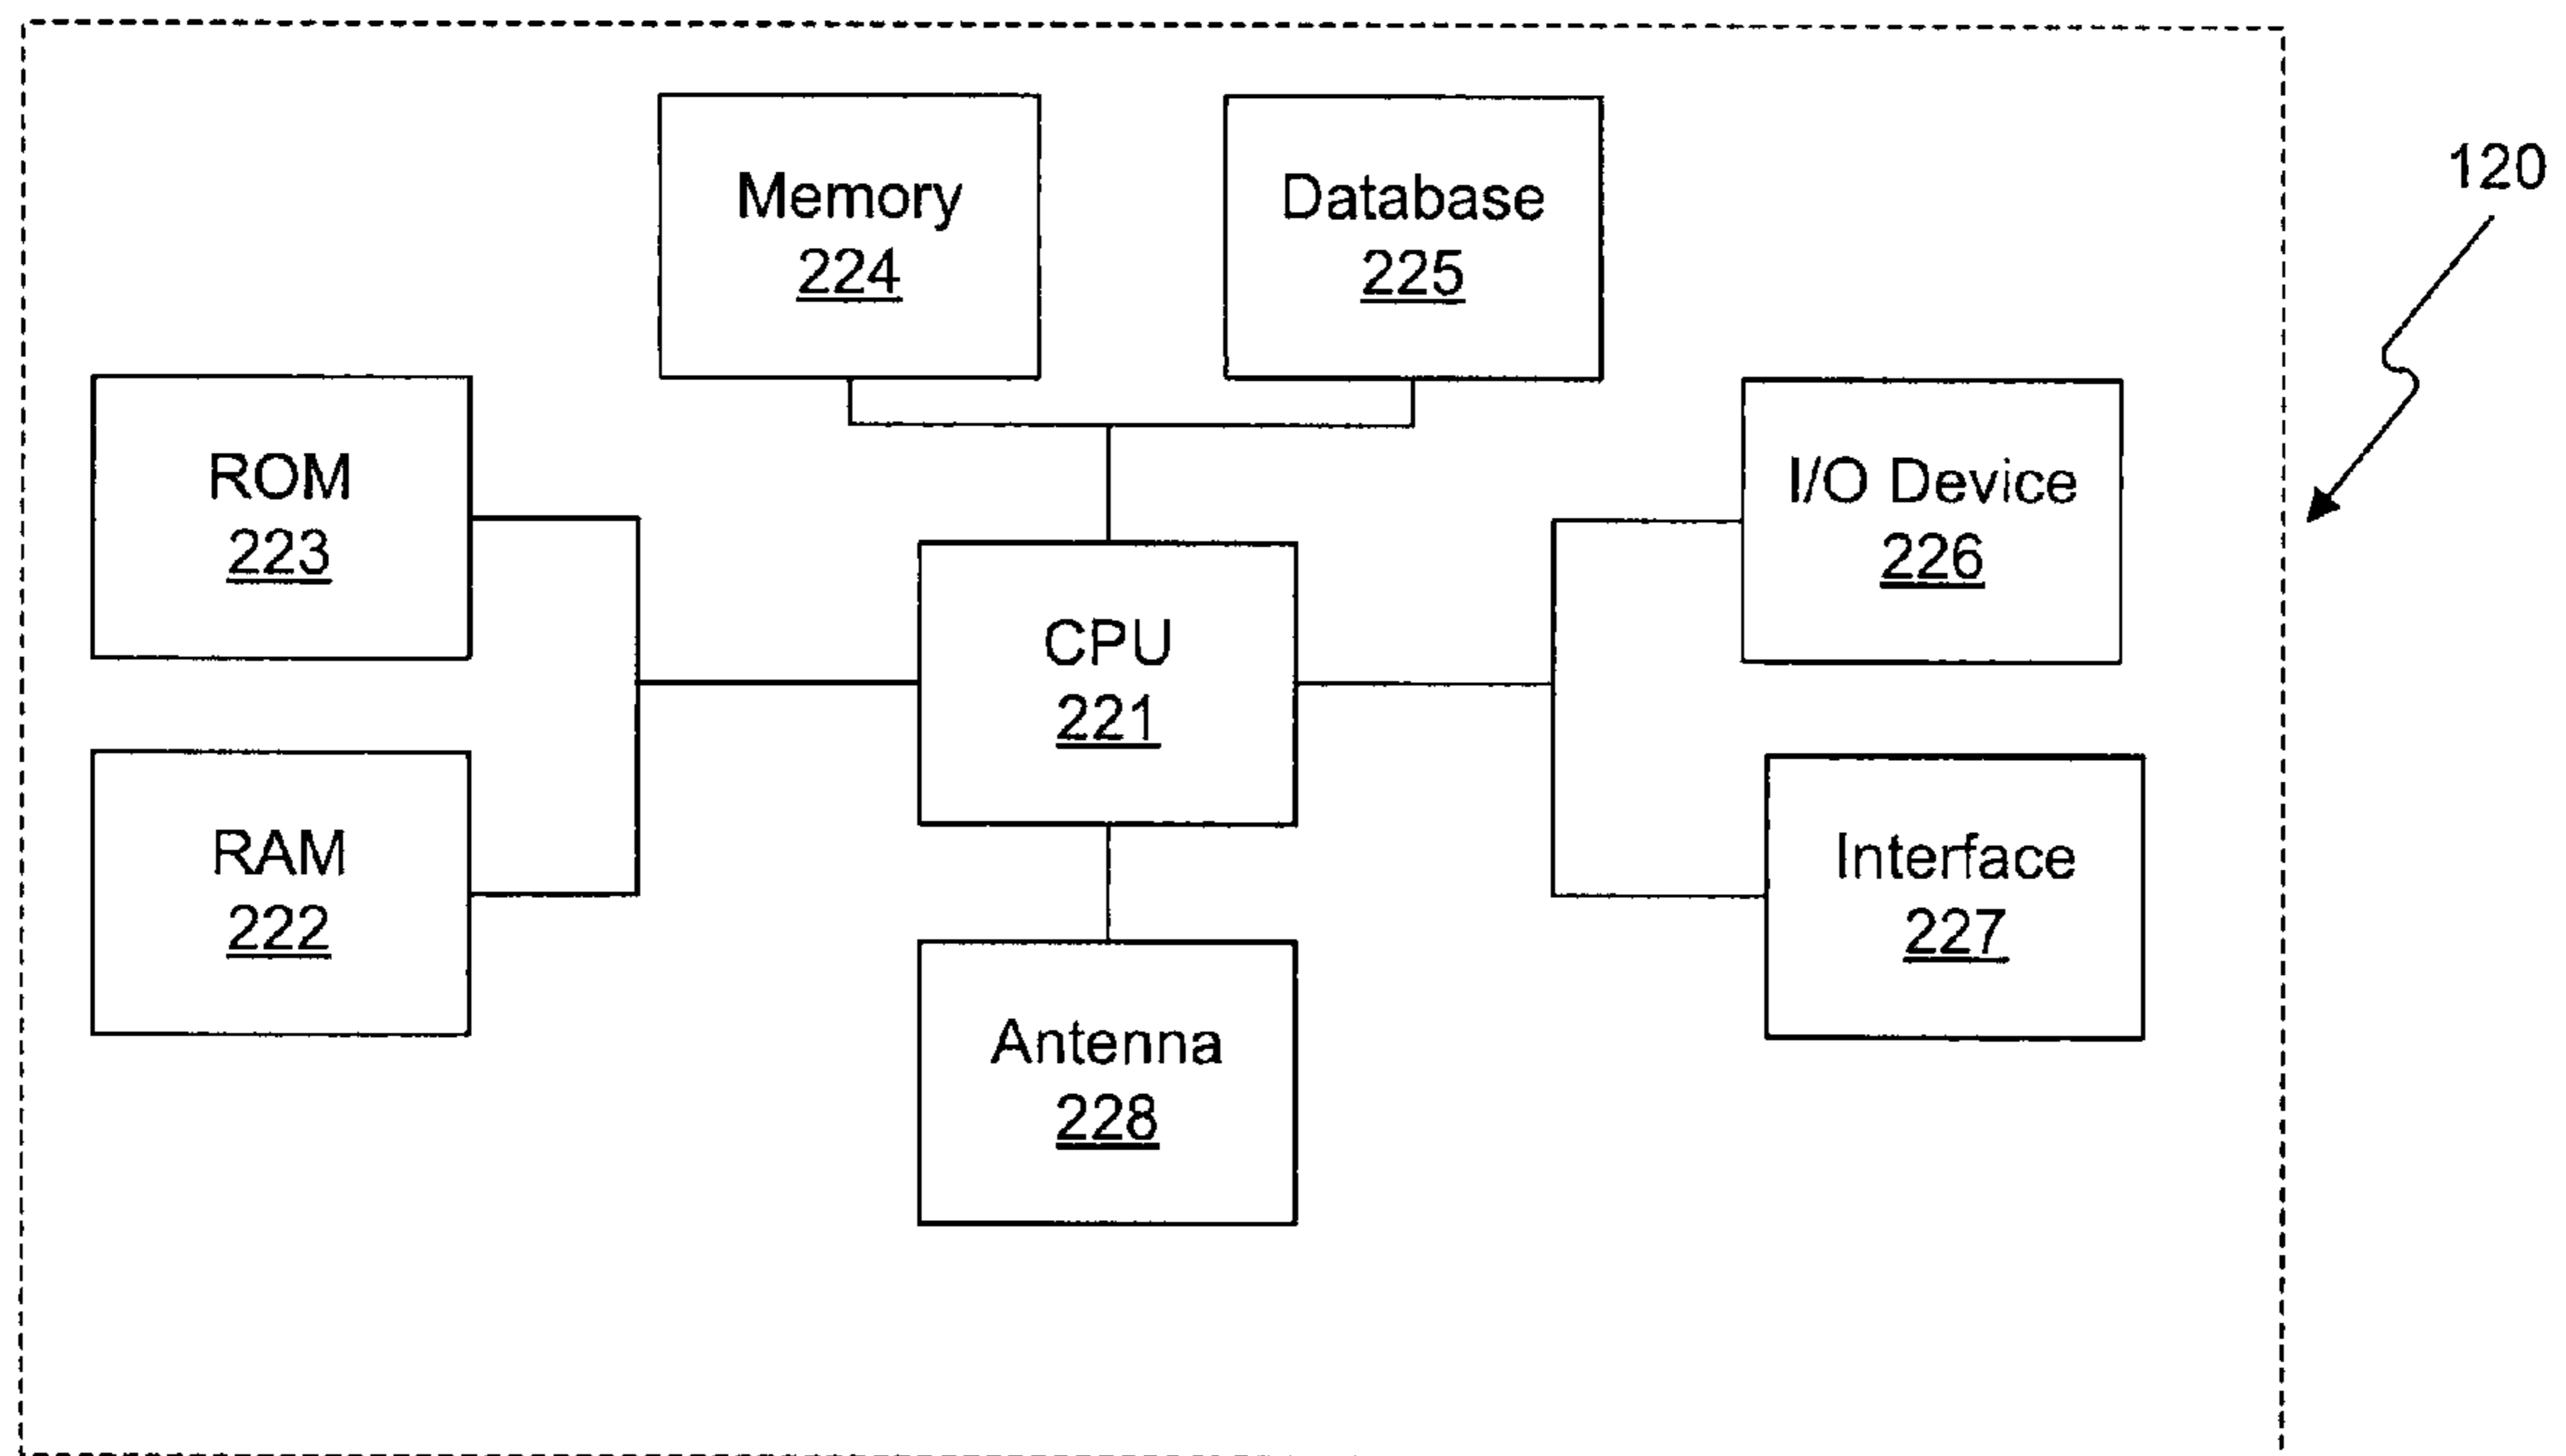 Memory
224
Database
225
120
ROM
223
I/O Device
226
CPU
221
RAM
222
Interface
227
Antenna
228